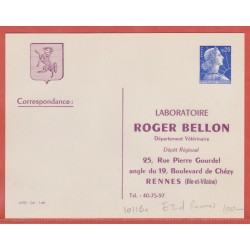 Correspondance :
LABORATOIRE
ROGER BELLON
Département Vétérinaire
Dépôt Régional
25, Rue Pierre Gourdel
angle du 19, Boulevard de Chézy
RENNES (Ille-et-Vilaine)
Tél. : 40-75-97
20